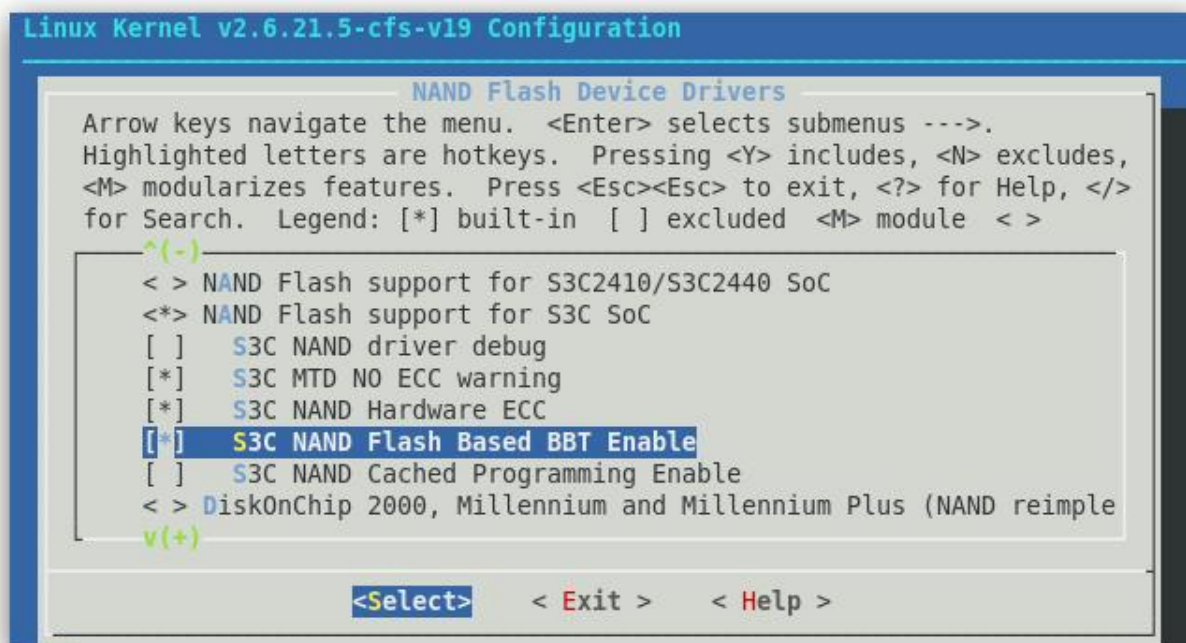 Linux Kernel v2.6.21.5-cfs-v19 Configuration
NAND Flash Device Drivers
Arrow keys navigate the menu.  <Enter> selects submenus --->.
Highlighted letters are hotkeys.  Pressing <Y> includes, <N> excludes,
<M> modularizes features.  Press <Esc><Esc> to exit, <?> for Help, </>
for Search.  Legend: [*] built-in  [ ] excluded  <M> module  < >
^(-)
< > NAND Flash support for S3C2410/S3C2440 SoC
<*> NAND Flash support for S3C SoC
[ ]   S3C NAND driver debug
[*]   S3C MTD NO ECC warning
[*]   S3C NAND Hardware ECC
[*]   S3C NAND Flash Based BBT Enable
[ ]   S3C NAND Cached Programming Enable
< > DiskOnChip 2000, Millennium and Millennium Plus (NAND reimple
v(+)
<Select>    < Exit >    < Help >